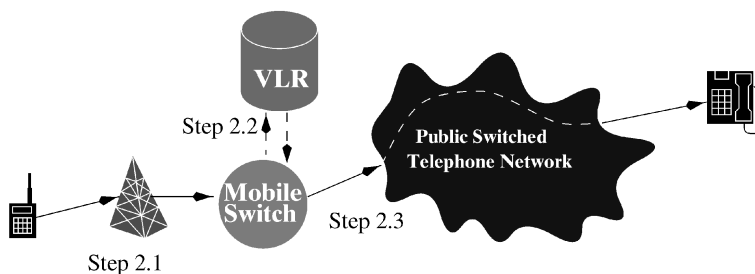 VLR
Step 2.2
Public Switched
Telephone Network
Mobile
Switch
Step 2.3
Step 2.1